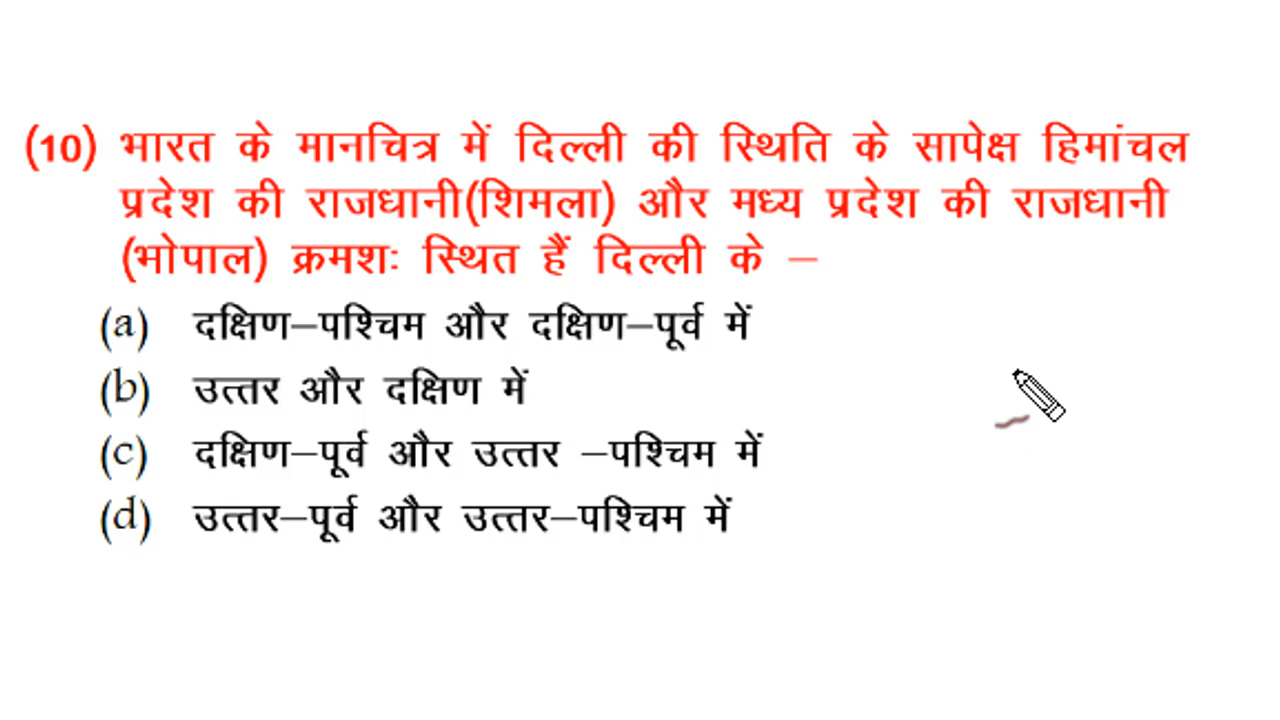 (10) भारत के मानचित्र में दिल्ली की स्थिति के सापेक्ष हिमांचल
प्रदेश की राजधानी(शिमला) और मध्य प्रदेश की राजधानी
(भोपाल) क्रमशः स्थित हैं दिल्ली के –
(a) दक्षिण–पश्चिम और दक्षिण–पूर्व में
(b) उत्तर और दक्षिण में
(c) दक्षिण–पूर्व और उत्तर –पश्चिम में
(d) उत्तर–पूर्व और उत्तर–पश्चिम में